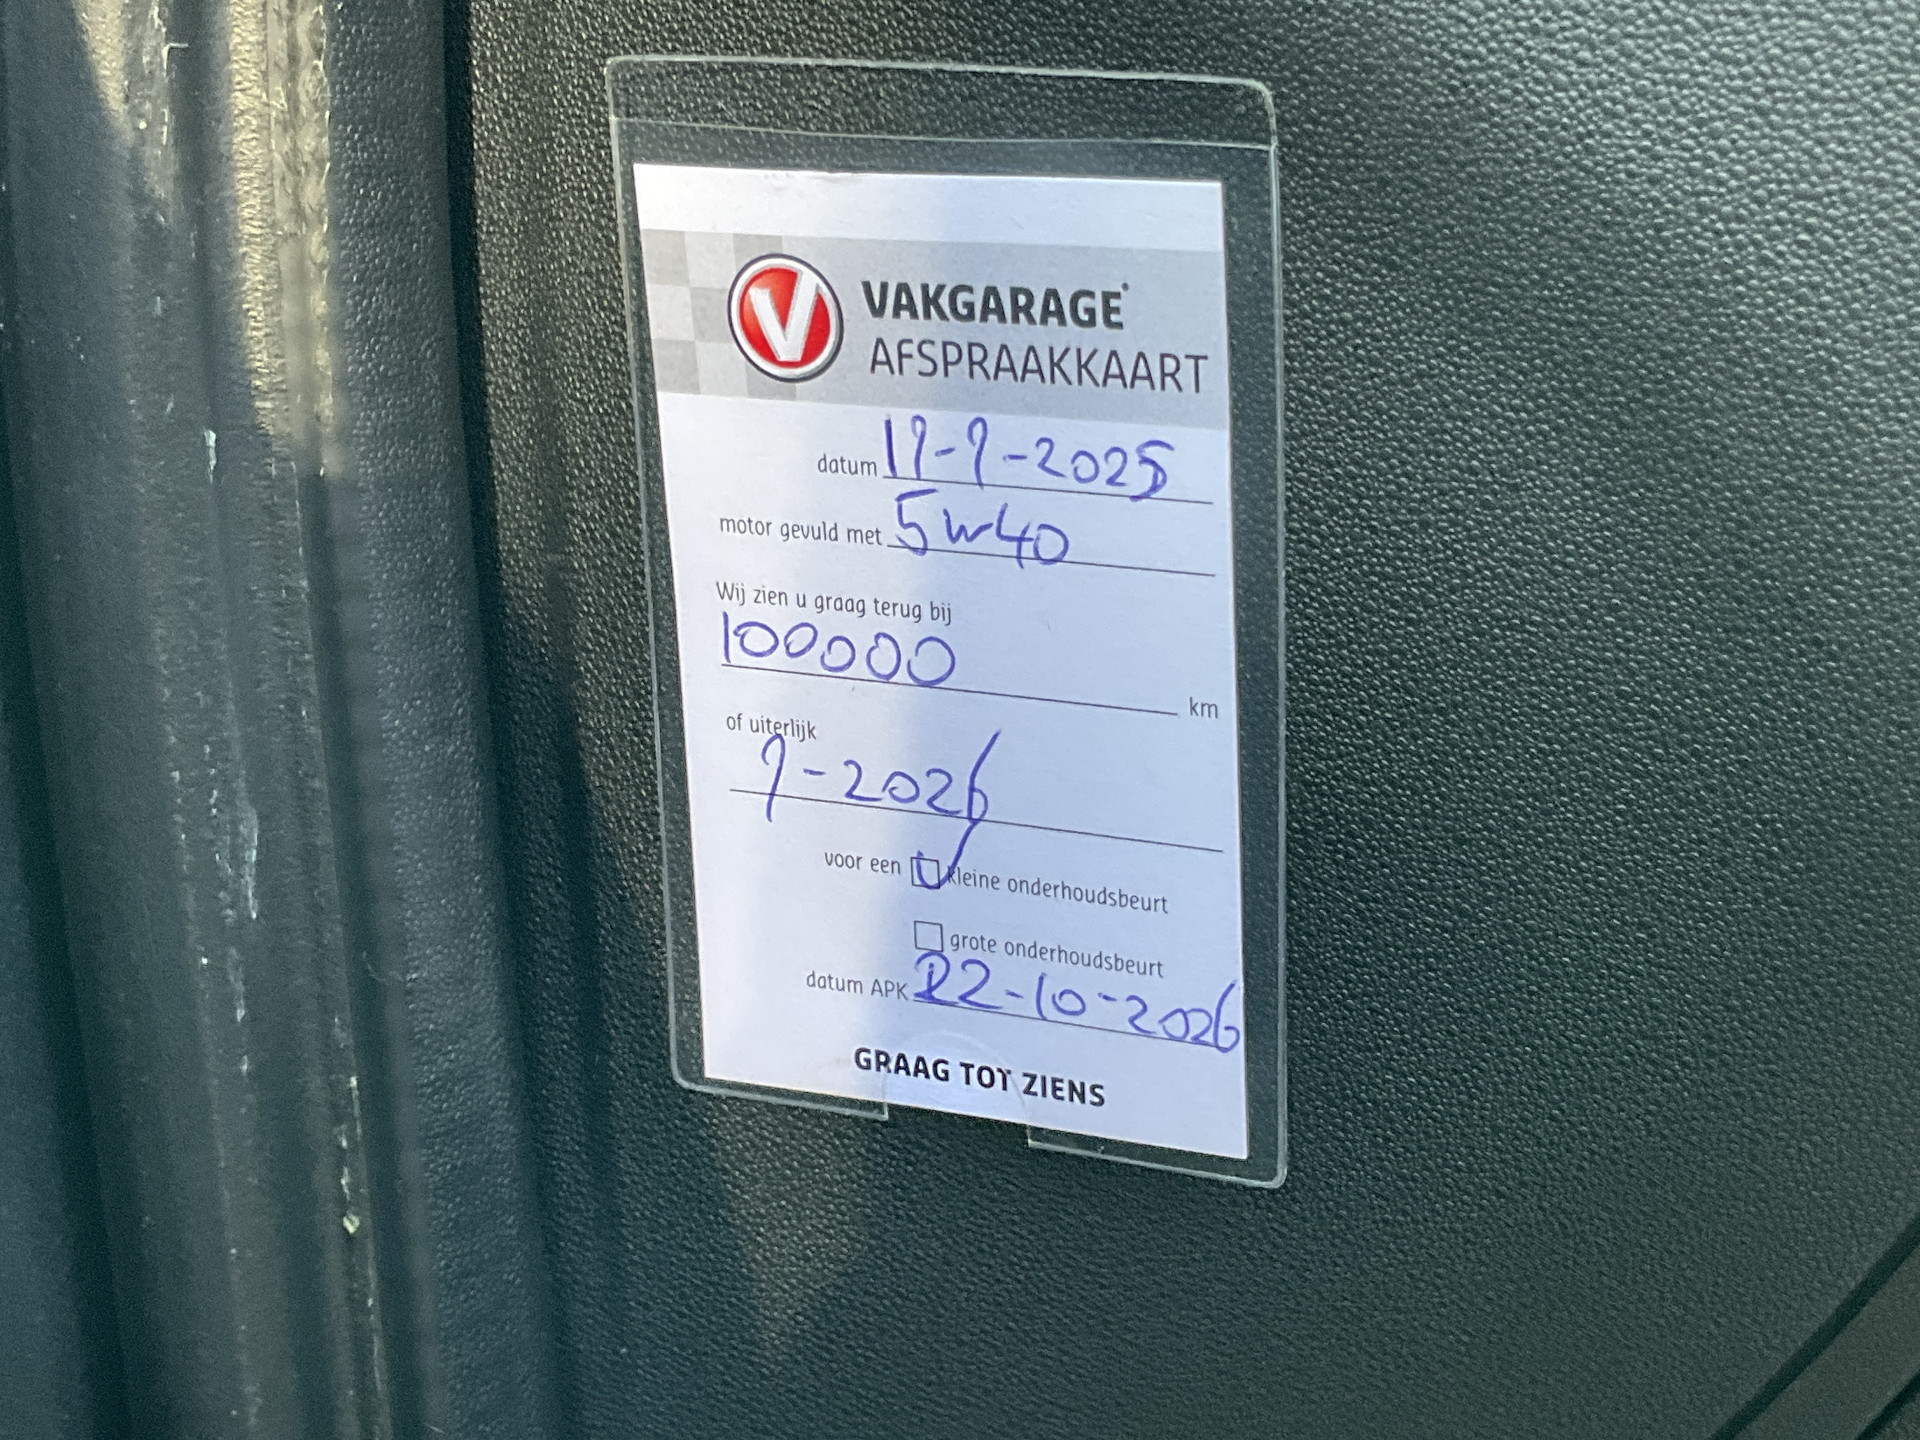 V
VAKGARAGE
AFSPRAAKKAART
datum 19-9-2025
motor gevuld met 5w40
Wij zien u graag terug bij
100000 km
of uiterlijk
9-2026
voor een kleine onderhoudsbeurt
grote onderhoudsbeurt
datum APK 22-10-2026
GRAAG TOT ZIENS